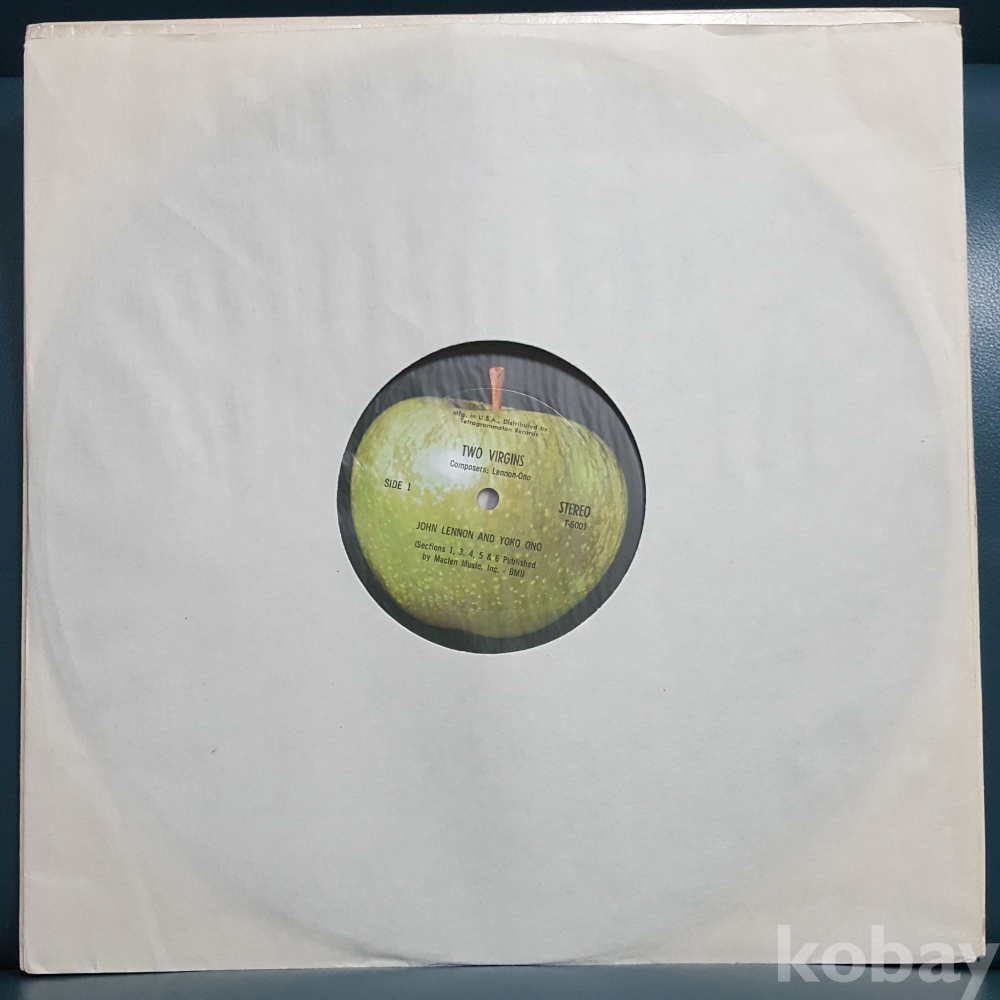 Mfg. in U.S.A., Distributed by
Tetragrammaton Records
TWO VIRGINS
Composers: Lennon-Ono
SIDE 1
STEREO
T-5001
JOHN LENNON AND YOKO ONO
(Sections 1, 3, 4, 5 & 6 Published
by Maclen Music, Inc. - BMI)
kobay